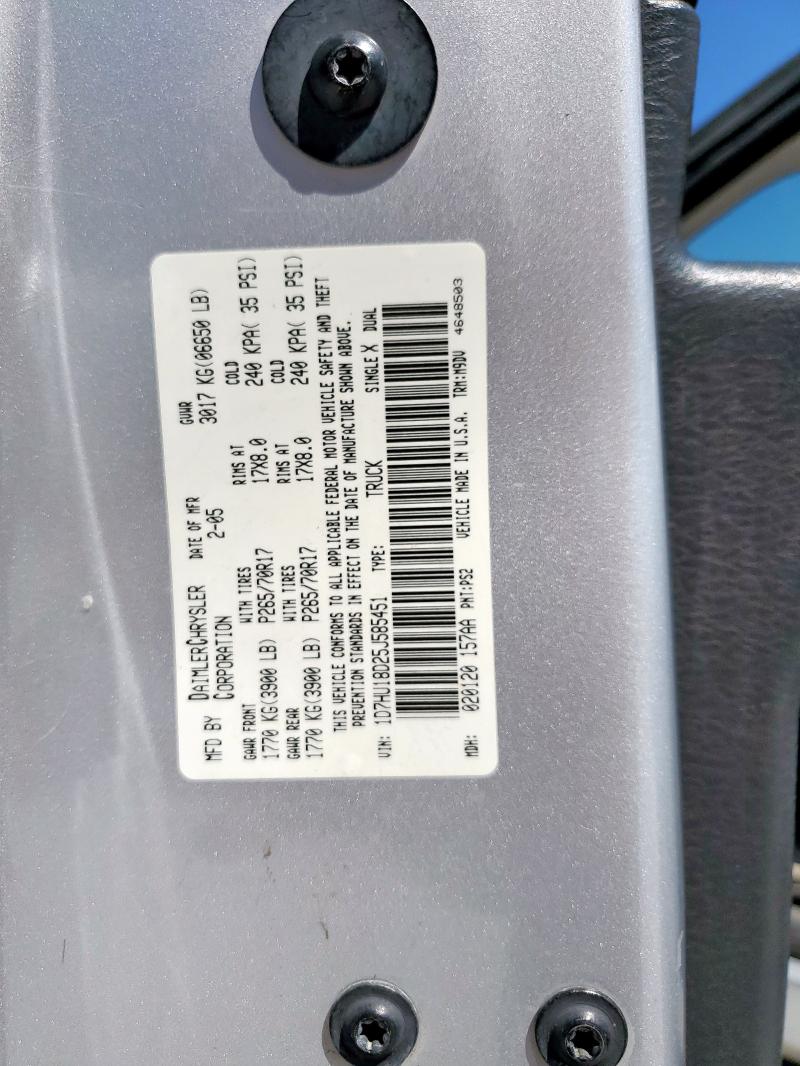 MFD BY DAIMLERCHRYSLER CORPORATION DATE OF MFR 2-05 GVWR 3017 KG(06650 LB)
GAWR FRONT WITH TIRES RIMS AT COLD
1770 KG(3900 LB) P265/70R17 17X8.0 240 KPA( 35 PSI)
GAWR REAR WITH TIRES RIMS AT COLD
1770 KG(3900 LB) P265/70R17 17X8.0 240 KPA( 35 PSI)
THIS VEHICLE CONFORMS TO ALL APPLICABLE FEDERAL MOTOR VEHICLE SAFETY AND THEFT
PREVENTION STANDARDS IN EFFECT ON THE DATE OF MANUFACTURE SHOWN ABOVE.
VIN: 1D7HU18D25J585451 TYPE: TRUCK SINGLE X DUAL
MDH: 020120 157AA PNT:PS2 VEHICLE MADE IN U.S.A. TRM:M9DV 4648503